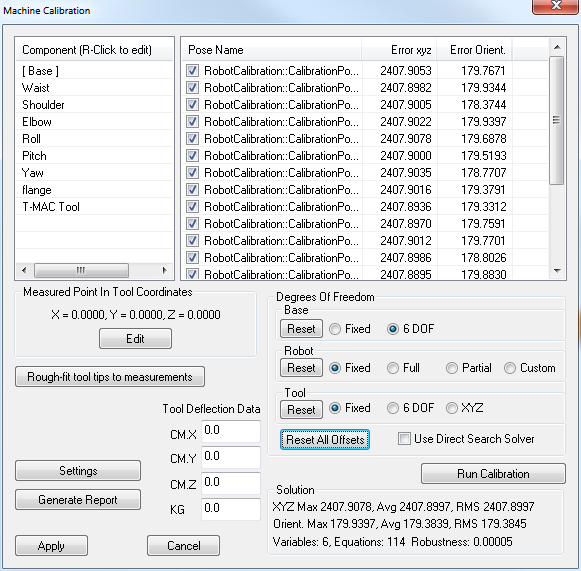 Machine Calibration
Component (R-Click to edit)
[ Base ]
Waist
Shoulder
Elbow
Roll
Pitch
Yaw
flange
T-MAC Tool
Pose Name Error xyz Error Orient.
RobotCalibration::CalibrationPo... 2407.9053 179.7671
RobotCalibration::CalibrationPo... 2407.8982 179.9344
RobotCalibration::CalibrationPo... 2407.9005 178.3744
RobotCalibration::CalibrationPo... 2407.9022 179.9397
RobotCalibration::CalibrationPo... 2407.9078 179.6878
RobotCalibration::CalibrationPo... 2407.9000 179.5193
RobotCalibration::CalibrationPo... 2407.9035 178.7707
RobotCalibration::CalibrationPo... 2407.9016 179.3791
RobotCalibration::CalibrationPo... 2407.8936 179.3312
RobotCalibration::CalibrationPo... 2407.8970 179.7591
RobotCalibration::CalibrationPo... 2407.9012 179.7701
RobotCalibration::CalibrationPo... 2407.8986 178.8026
RobotCalibration::CalibrationPo... 2407.8895 179.8830
Measured Point In Tool Coordinates
X = 0.0000, Y = 0.0000, Z = 0.0000
Edit
Rough-fit tool tips to measurements
Tool Deflection Data
CM.X 0.0
CM.Y 0.0
CM.Z 0.0
KG 0.0
Settings
Generate Report
Apply
Cancel
Degrees Of Freedom
Base
Reset Fixed 6 DOF
Robot
Reset Fixed Full Partial Custom
Tool
Reset Fixed 6 DOF XYZ
Reset All Offsets Use Direct Search Solver
Run Calibration
Solution
XYZ Max 2407.9078, Avg 2407.8997, RMS 2407.8997
Orient. Max 179.9397, Avg 179.3839, RMS 179.3845
Variables: 6, Equations: 114 Robustness: 0.00005